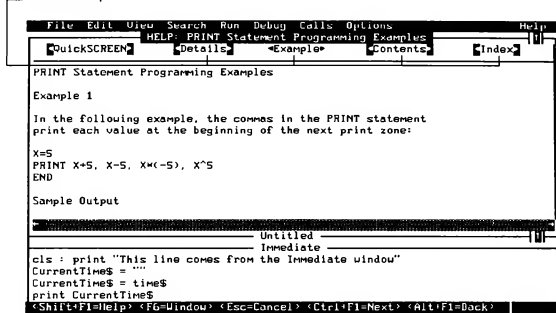 File Edit View Search Run Debug Calls Options Help
HELP: PRINT Statement Programming Examples
QuickSCREEN Details Example Contents Index
PRINT Statement Programming Examples
Example 1
In the following example, the commas in the PRINT statement
print each value at the beginning of the next print zone:
X=5
PRINT X+5, X-5, X*(-5), X^5
END
Sample Output
Untitled
Immediate
cls : print "This line comes from the Immediate window"
CurrentTime$ = ""
CurrentTime$ = time$
print CurrentTime$
<Shift+F1=Help> <F6=Window> <Esc=Cancel> <Ctrl+F1=Next> <Alt+F1=Back>